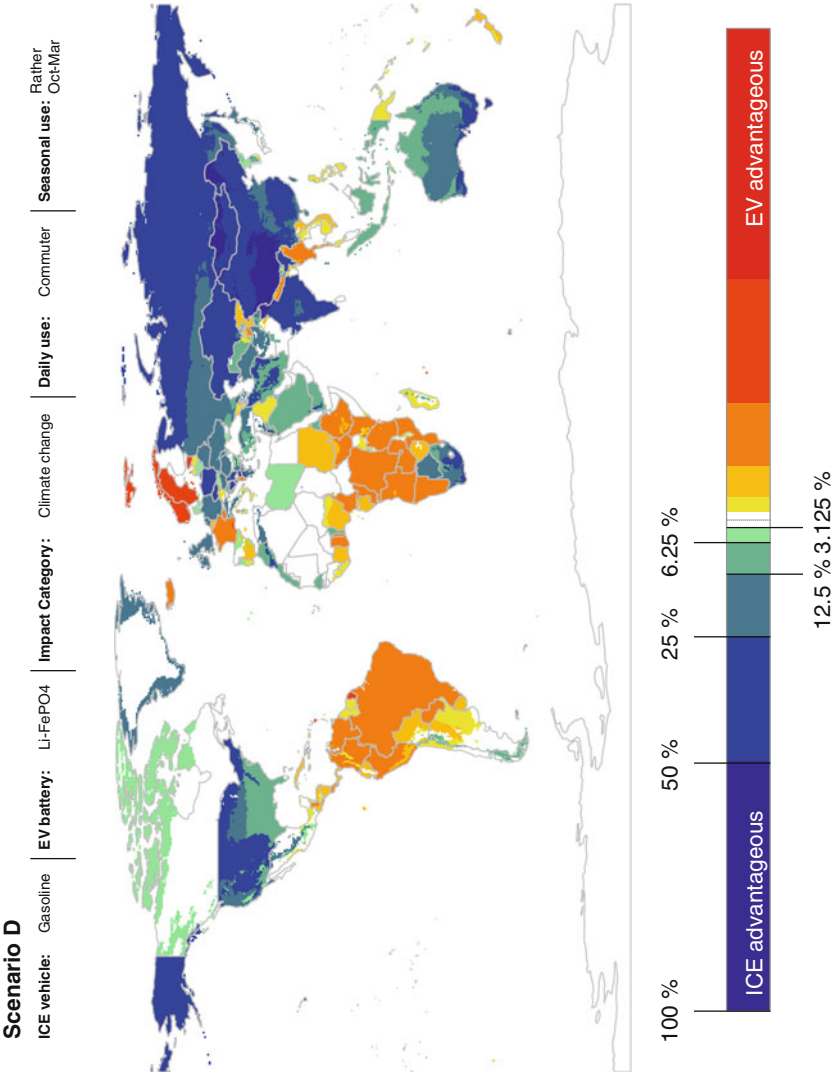 Scenario D
ICE vehicle: Gasoline
EV battery: Li-FePO4
Impact Category: Climate change
Daily use: Commuter
Seasonal use: Rather
Oct-Mar
100 %
50 %
25 %
12.5 %
6.25 %
3.125 %
ICE advantageous
EV advantageous